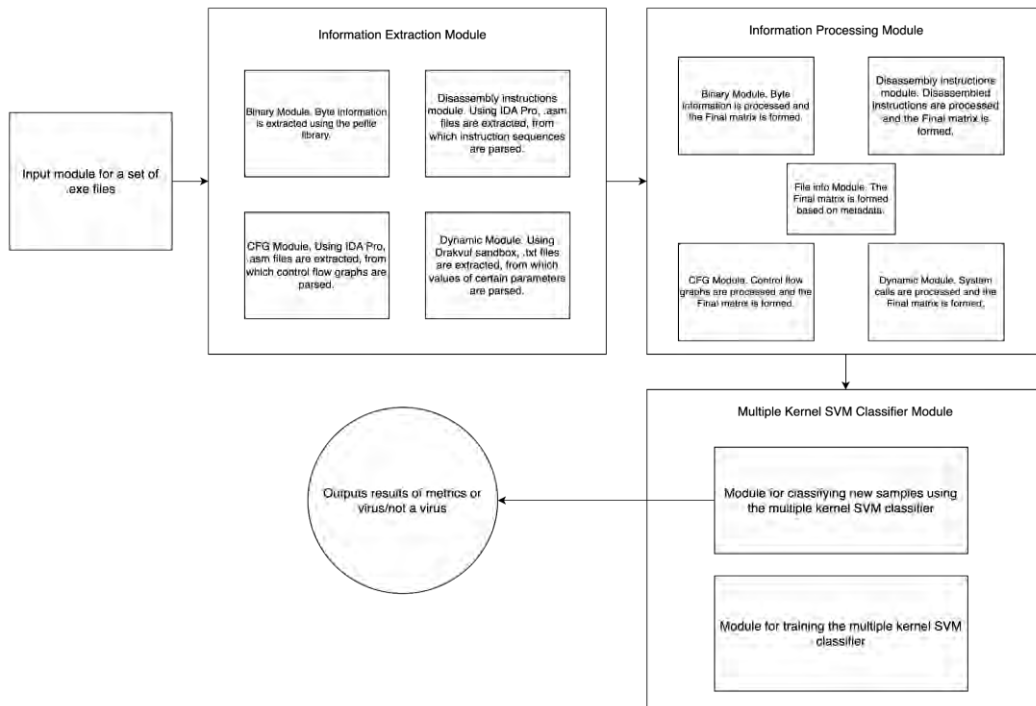 Information Extraction Module
Binary Module. Byte information
is extracted using the pefile
library.
Disassembly instructions
module. Using IDA Pro, .asm
files are extracted, from
which instruction sequences
are parsed.
CFG Module. Using IDA Pro,
.asm files are extracted, from
which control flow graphs are
parsed.
Dynamic Module. Using
Drakvuf sandbox, .txt files
are extracted, from which
values of certain parameters
are parsed.
Input module for a set of
.exe files
Information Processing Module
Binary Module. Byte
information is processed and
the Final matrix is formed.
Disassembly instructions
module. Disassembled
instructions are processed
and the Final matrix is
formed.
File info Module. The
Final matrix is formed
based on metadata.
CFG Module. Control flow
graphs are processed and the
Final matrix is formed.
Dynamic Module. System
calls are processed and the
Final matrix is formed.
Multiple Kernel SVM Classifier Module
Module for classifying new samples using
the multiple kernel SVM classifier
Module for training the multiple kernel SVM
classifier
Outputs results of metrics or
virus/not a virus